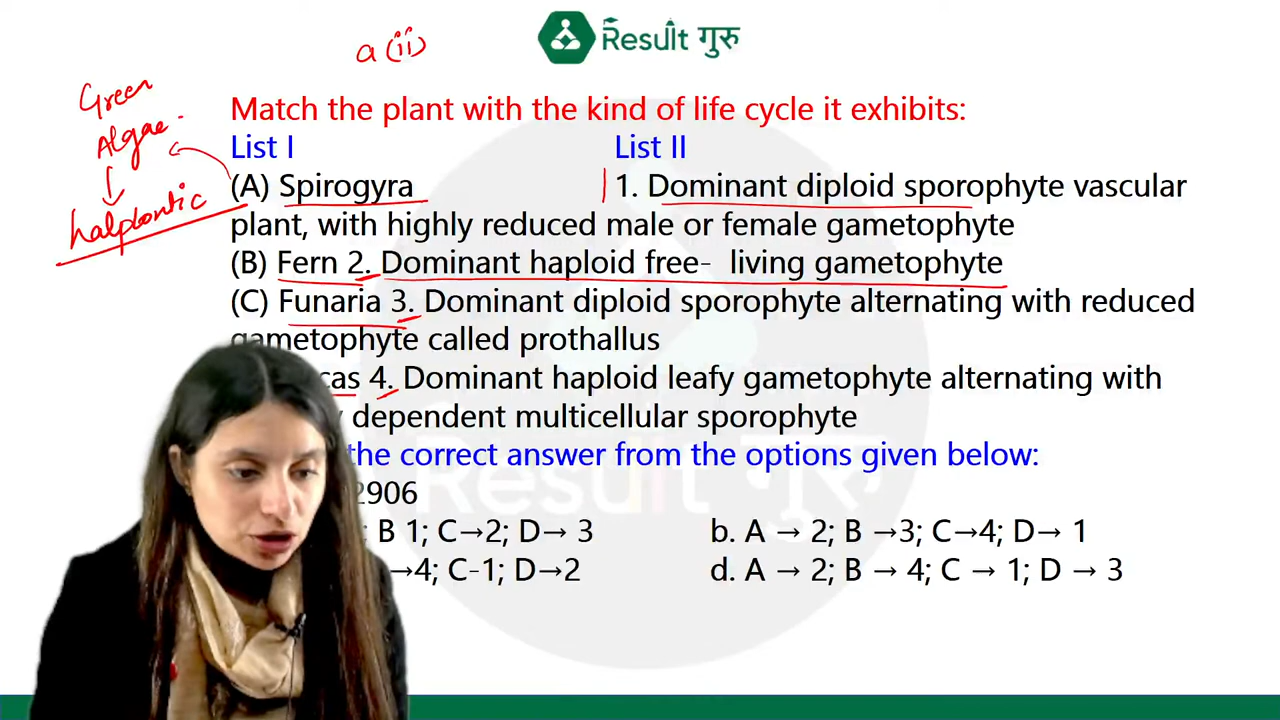 a (ii)
Result गुरु
Green
Algae
halplontic
Match the plant with the kind of life cycle it exhibits:
List I List II
(A) Spirogyra 1. Dominant diploid sporophyte vascular
plant, with highly reduced male or female gametophyte
(B) Fern 2. Dominant haploid free- living gametophyte
(C) Funaria 3. Dominant diploid sporophyte alternating with reduced
gametophyte called prothallus
4. Dominant haploid leafy gametophyte alternating with
dependent multicellular sporophyte
the correct answer from the options given below:
2906
B 1; C→2; D→ 3 b. A → 2; B →3; C→4; D→ 1
→4; C-1; D→2 d. A → 2; B → 4; C → 1; D → 3
Result गुरु